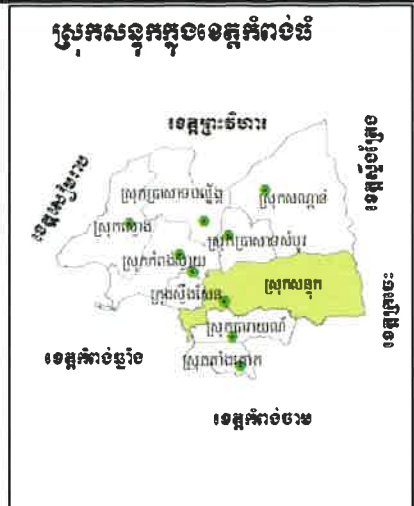 ស្រុកសន្ទុកក្នុងខេត្តកំពង់ធំ
ខេត្តព្រះវិហារ
ខេត្តស្ទឹងត្រែង
ខេត្តសៀមរាប
ស្រុកប្រាសាទបល្ល័ង្គ
ស្រុកសណ្តាន់
ស្រុកស្ទោង
ស្រុកប្រាសាទសំបូរ
ស្រុកកំពង់ស្វាយ
ស្រុកសន្ទុក
ក្រុងស្ទឹងសែន
ខេត្តក្រចេះ
ស្រុកបារាយណ៍
ខេត្តកំពង់ឆ្នាំង
ស្រុកតាំងគោក
ខេត្តកំពង់ចាម